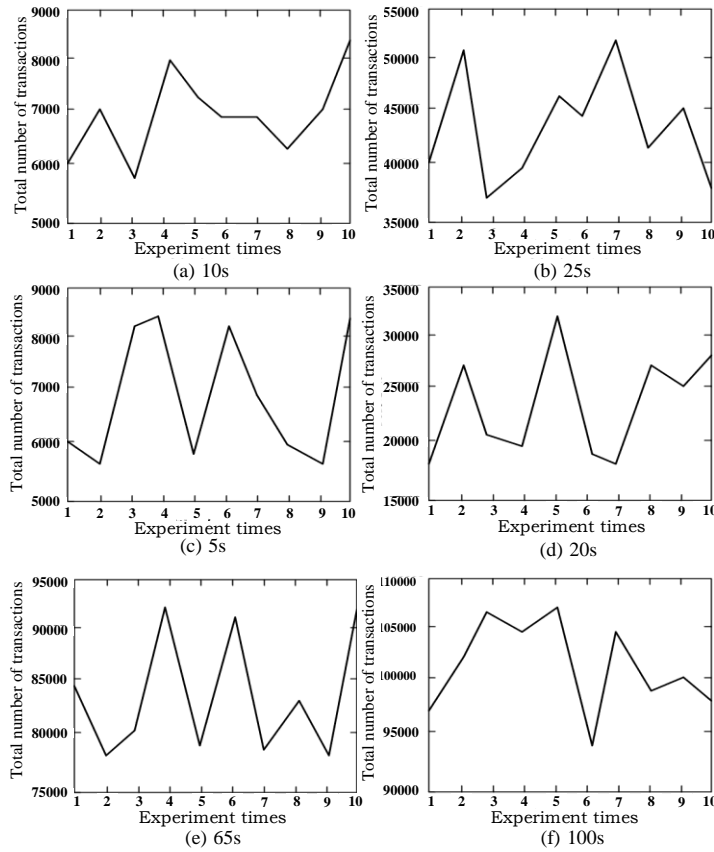 9000
8000
7000
6000
5000
Total number of transactions
1 2 3 4 5 6 7 8 9 10
Experiment times
(a) 10s
55000
50000
45000
40000
35000
Total number of transactions
1 2 3 4 5 6 7 8 9 10
Experiment times
(b) 25s
9000
8000
7000
6000
5000
Total number of transactions
1 2 3 4 5 6 7 8 9 10
Experiment times
(c) 5s
35000
30000
25000
20000
15000
Total number of transactions
1 2 3 4 5 6 7 8 9 10
Experiment times
(d) 20s
95000
90000
85000
80000
75000
Total number of transactions
1 2 3 4 5 6 7 8 9 10
Experiment times
(e) 65s
110000
105000
100000
95000
90000
Total number of transactions
1 2 3 4 5 6 7 8 9 10
Experiment times
(f) 100s